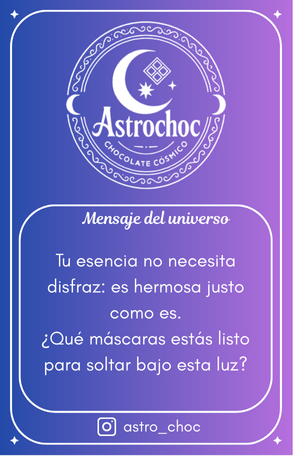 Astrochoc
CHOCOLATE CÓSMICO
Mensaje del universo
Tu esencia no necesita
disfraz: es hermosa justo
como es.
¿Qué máscaras estás listo
para soltar bajo esta luz?
astro_choc